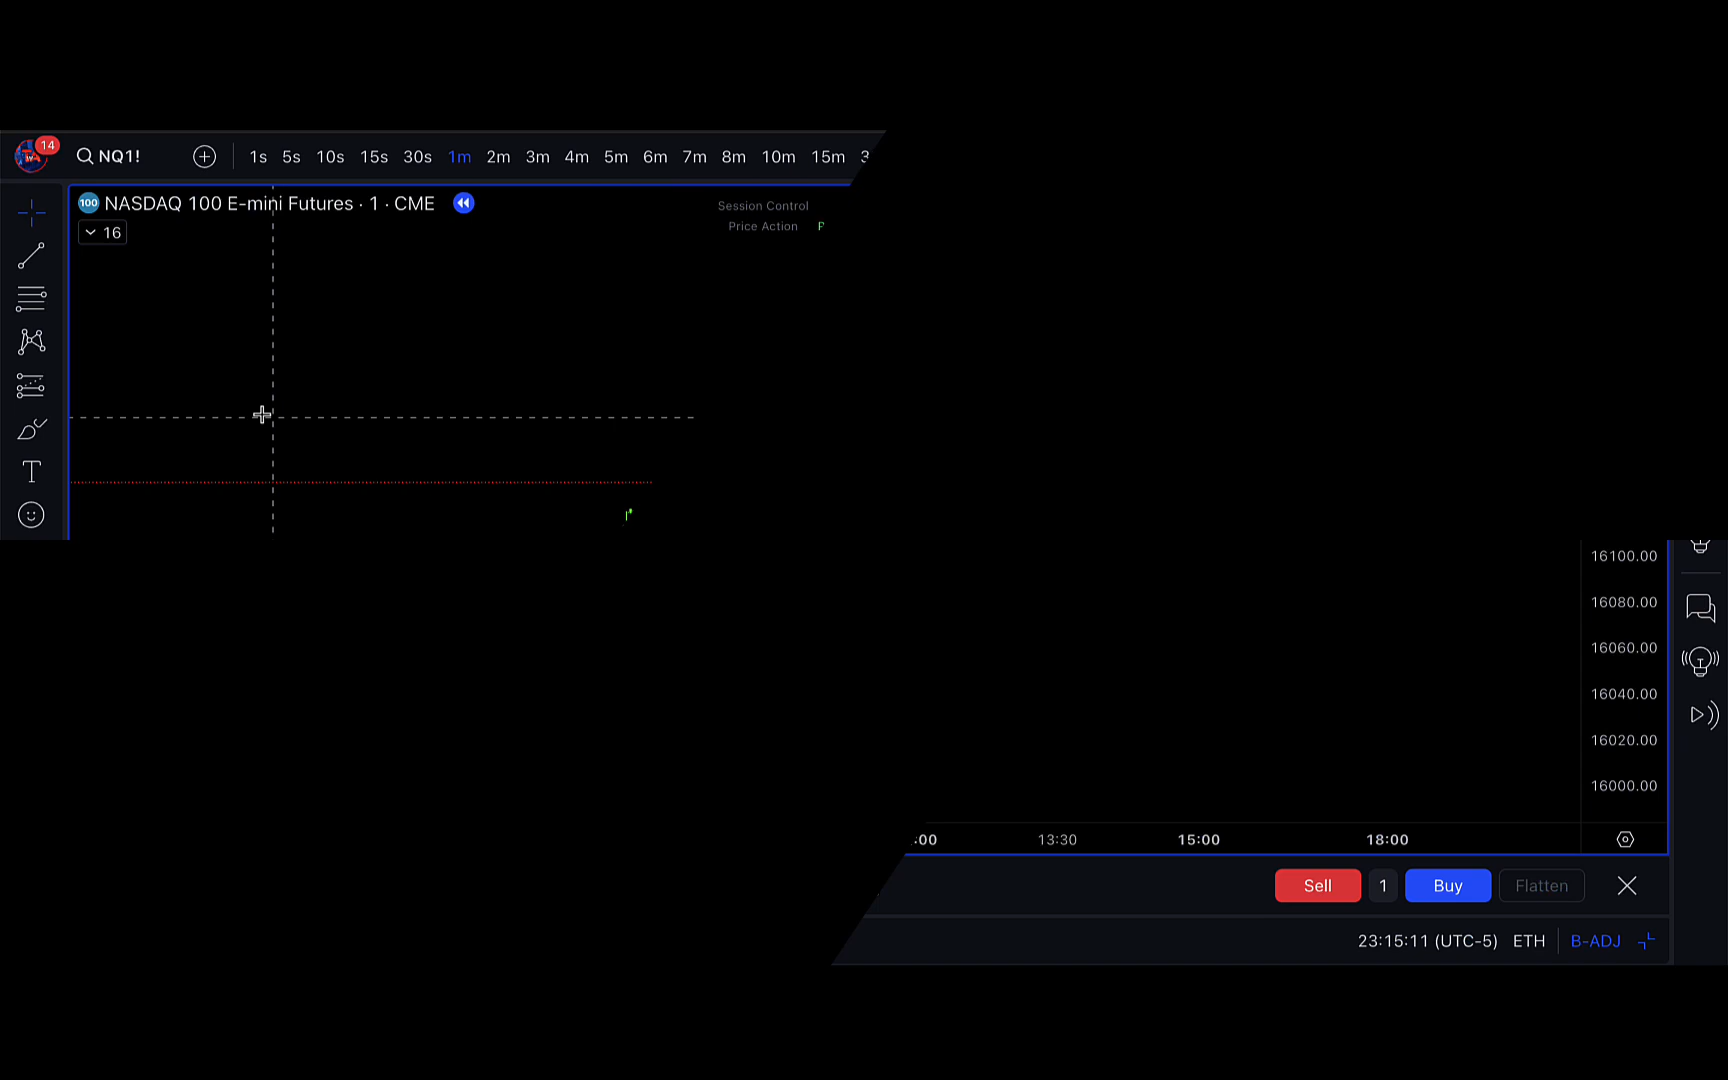 14
NQ1!
1s 5s 10s 15s 30s 1m 2m 3m 4m 5m 6m 7m 8m 10m 15m 3
100 NASDAQ 100 E-mini Futures · 1 · CME
16
Session Control
Price Action F
16100.00
16080.00
16060.00
16040.00
16020.00
16000.00
:00 13:30 15:00 18:00
Sell 1 Buy Flatten
23:15:11 (UTC-5) ETH B-ADJ